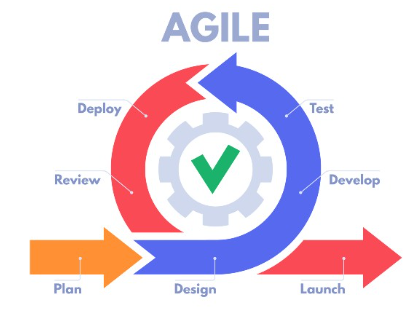 AGILE
Deploy
Test
Review
Develop
Plan
Design
Launch